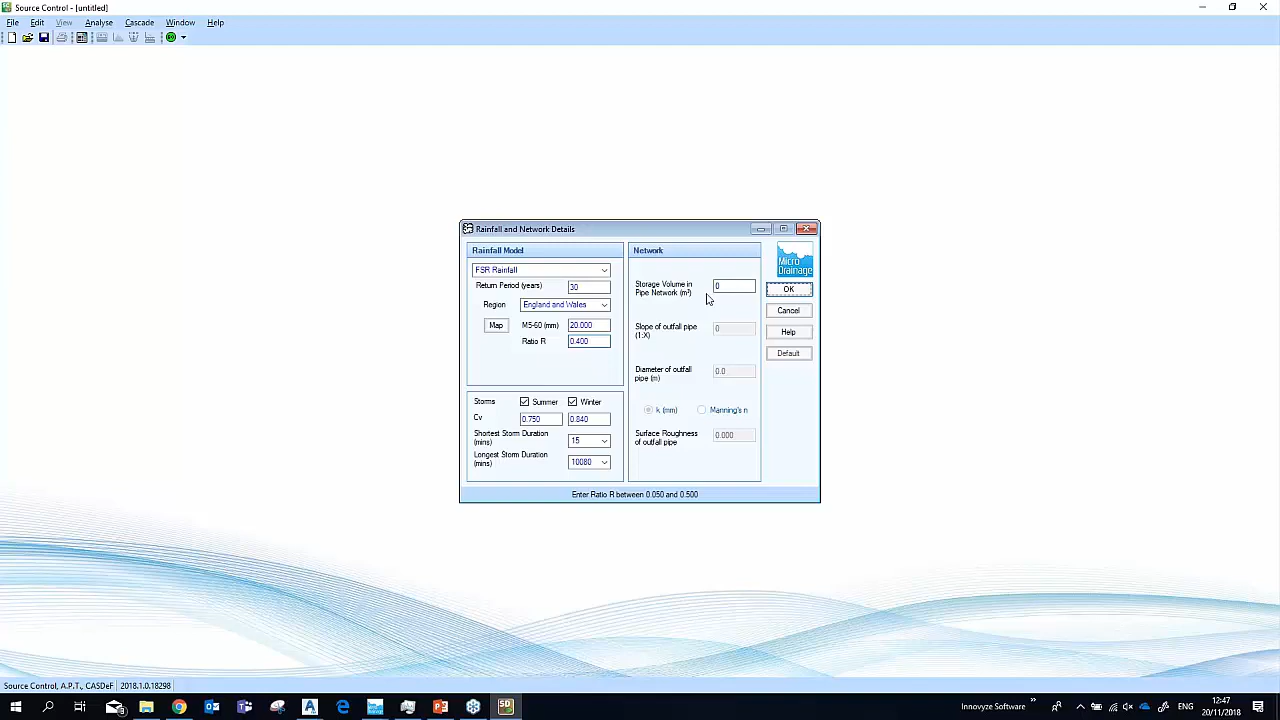 Source Control - [untitled]
File Edit View Analyse Cascade Window Help
Rainfall and Network Details
Rainfall Model
FSR Rainfall
Return Period (years) 30
Region England and Wales
Map M5-60 (mm) 20.000
Ratio R 0.400
Storms Summer Winter
Cv 0.750 0.840
Shortest Storm Duration
(mins) 15
Longest Storm Duration
(mins) 10080
Network
Storage Volume in
Pipe Network (m³) 0
Slope of outfall pipe
(1:X) 0
Diameter of outfall
pipe (m) 0.0
k (mm) Manning's n
Surface Roughness
of outfall pipe 0.000
Micro
Drainage
OK
Cancel
Help
Default
Enter Ratio R between 0.050 and 0.500
Source Control, A.P.T., CASDeF 2018.1.0.18298
Innovyze Software
ENG
12:47
20/11/2018